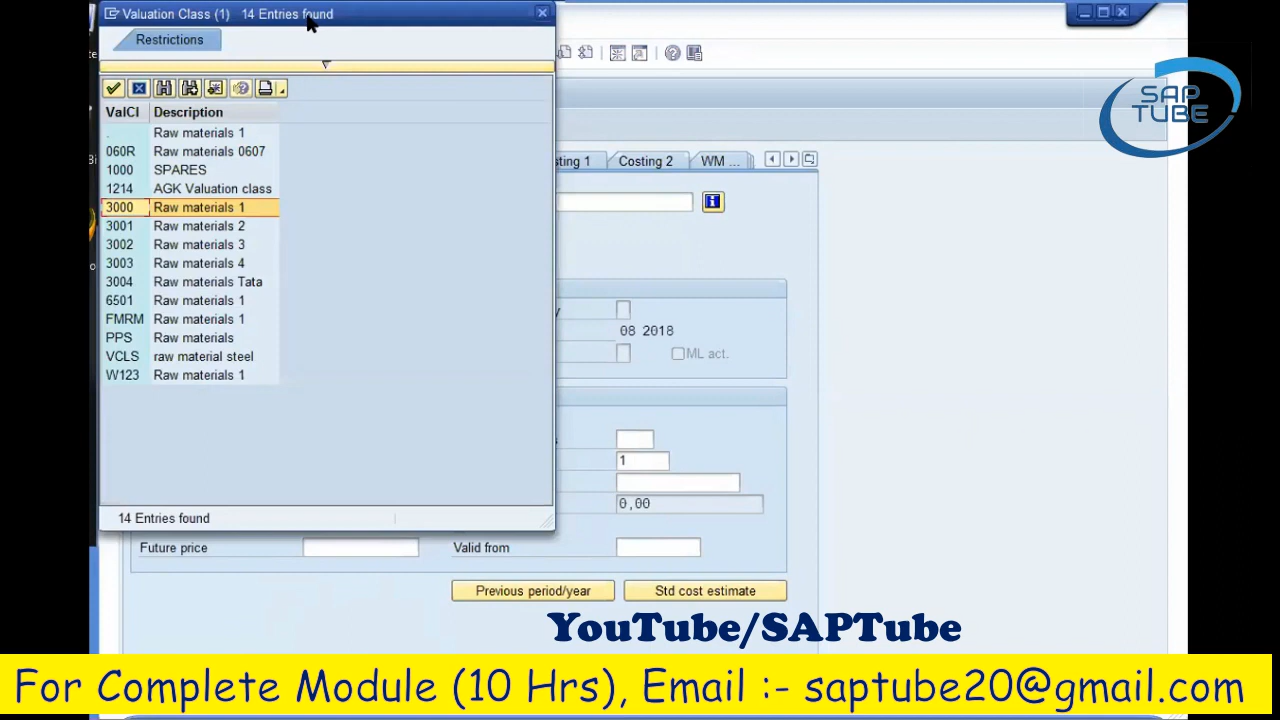 Valuation Class (1) 14 Entries found
Restrictions
ValCl Description
. Raw materials 1
060R Raw materials 0607
1000 SPARES
1214 AGK Valuation class
3000 Raw materials 1
3001 Raw materials 2
3002 Raw materials 3
3003 Raw materials 4
3004 Raw materials Tata
6501 Raw materials 1
FMRM Raw materials 1
PPS Raw materials
VCLS raw material steel
W123 Raw materials 1
14 Entries found
SAP
TUBE
sting 1 Costing 2 WM ...
08 2018
ML act.
1
0,00
Future price Valid from
Previous period/year Std cost estimate
YouTube/SAPTube
For Complete Module (10 Hrs), Email :- saptube20@gmail.com